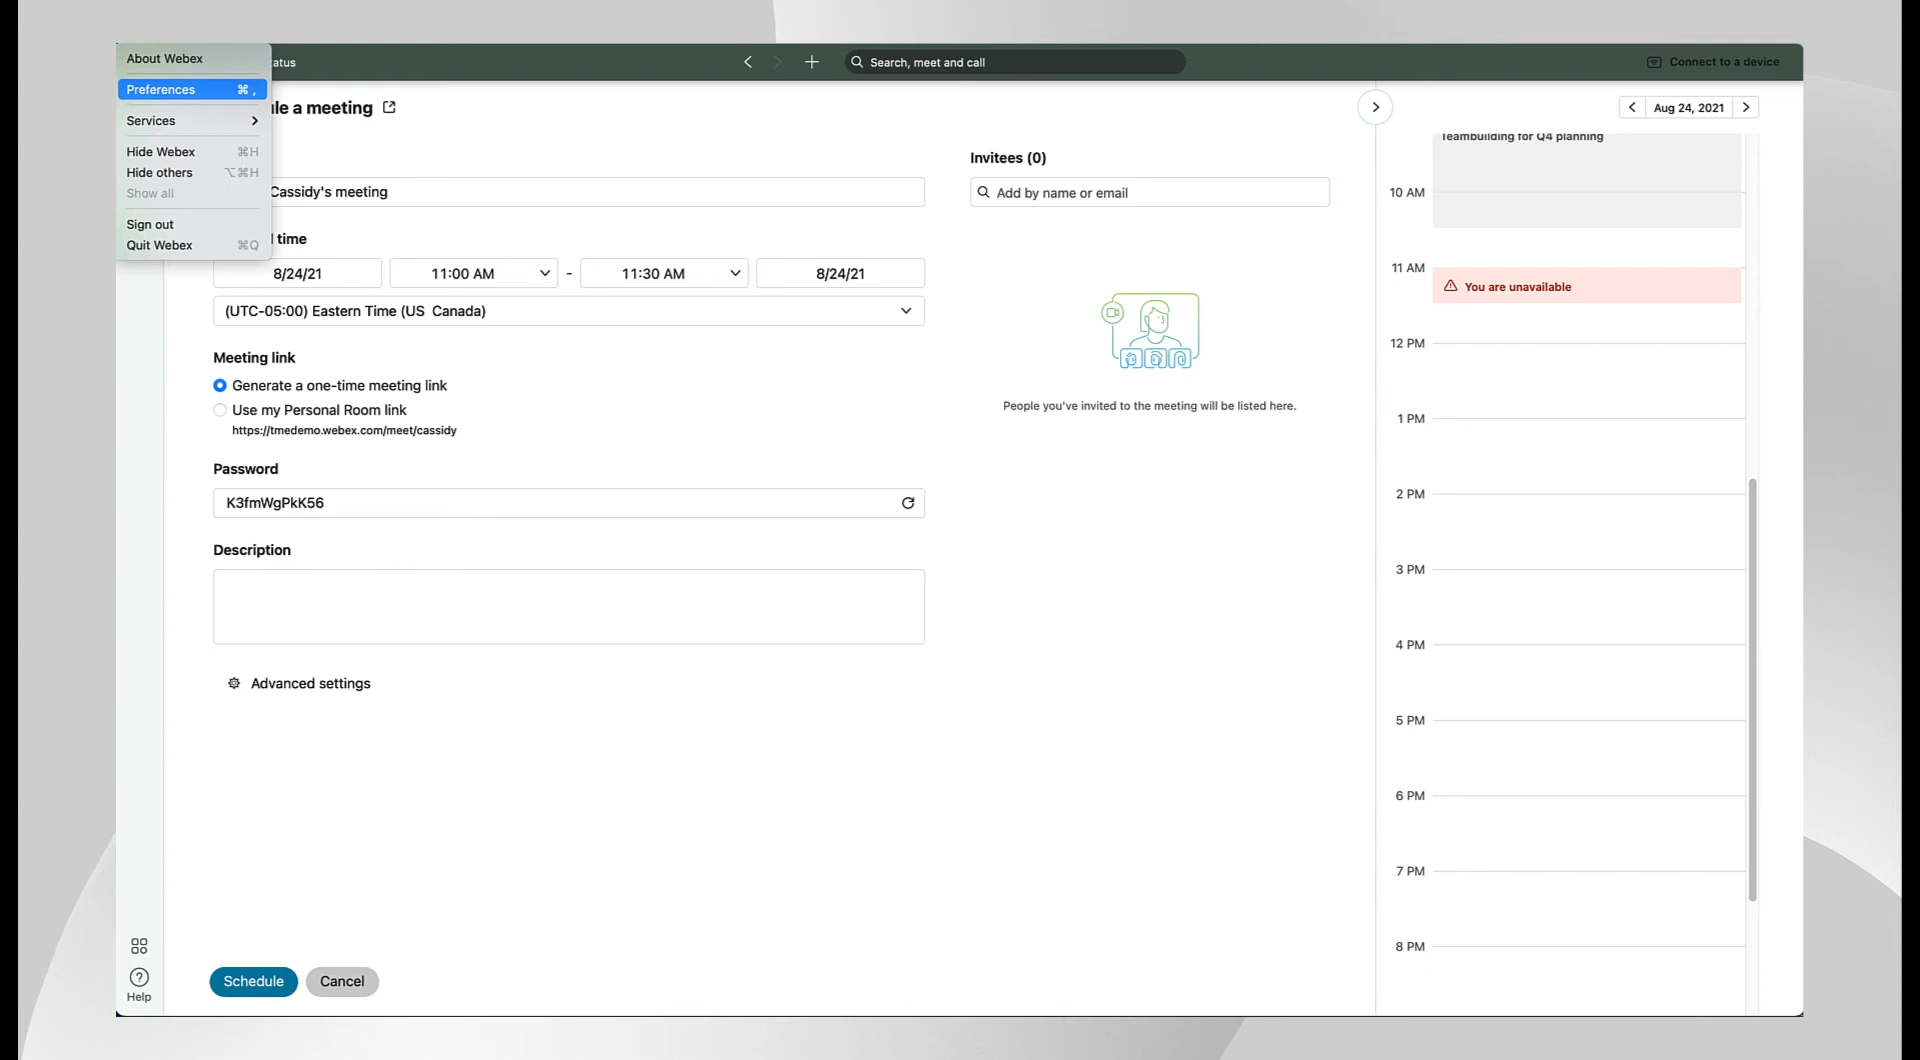 About Webex
Preferences ⌘ ,
Services
Hide Webex ⌘H
Hide others ⌥⌘H
Show all
Sign out
Quit Webex ⌘Q
Search, meet and call
Connect to a device
a meeting
Cassidy's meeting
time
8/24/21 11:00 AM - 11:30 AM 8/24/21
(UTC-05:00) Eastern Time (US Canada)
Meeting link
Generate a one-time meeting link
Use my Personal Room link
https://tmedemo.webex.com/meet/cassidy
Password
K3fmWgPkK56
Description
Advanced settings
Schedule Cancel
Help
Invitees (0)
Add by name or email
People you've invited to the meeting will be listed here.
Aug 24, 2021
Teambuilding for Q4 planning
10 AM
11 AM
You are unavailable
12 PM
1 PM
2 PM
3 PM
4 PM
5 PM
6 PM
7 PM
8 PM